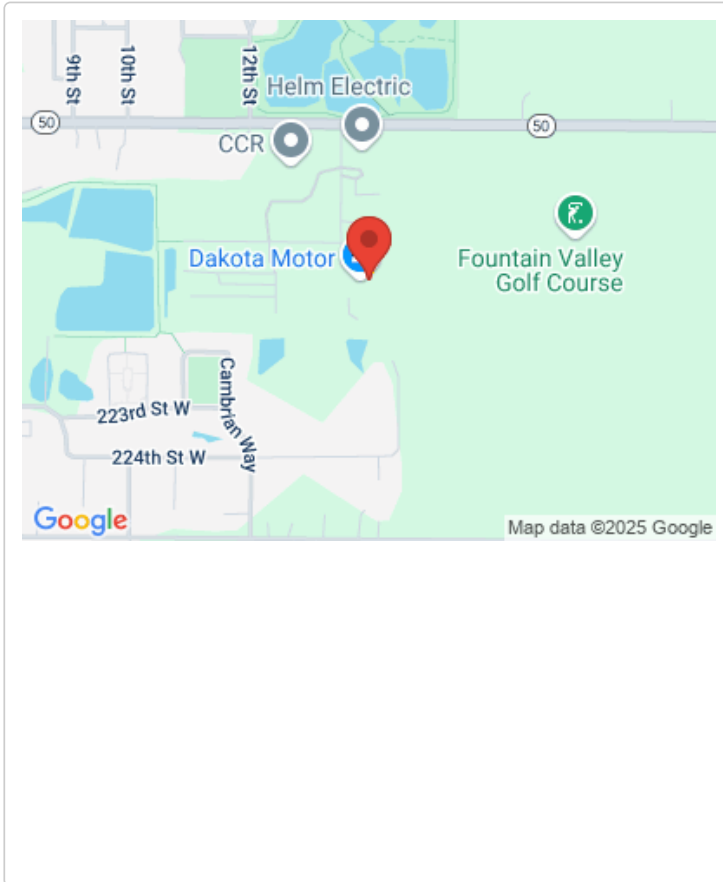 9th St
10th St
12th St
Helm Electric
50
CCR
50
Dakota Motor
Fountain Valley
Golf Course
Cambrian Way
223rd St W
224th St W
Google
Map data ©2025 Google